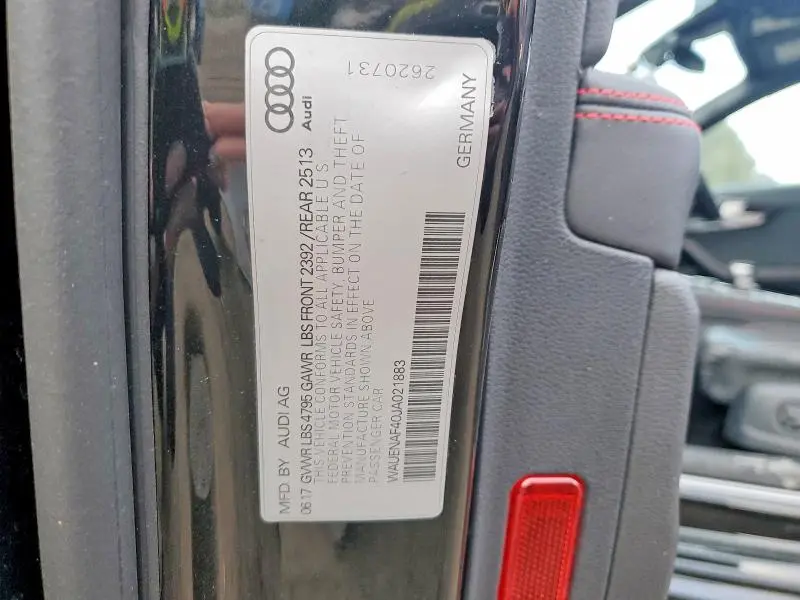 MFD. BY AUDI AG
06.17 GVWR LBS 4795 GAWR LBS FRONT 2392 / REAR 2513
THIS VEHICLE CONFORMS TO ALL APPLICABLE U S
FEDERAL MOTOR VEHICLE SAFETY, BUMPER AND THEFT
PREVENTION STANDARDS IN EFFECT ON THE DATE OF
MANUFACTURE SHOWN ABOVE
PASSENGER CAR
WAUENAF40JA021883
Audi
2620731
GERMANY